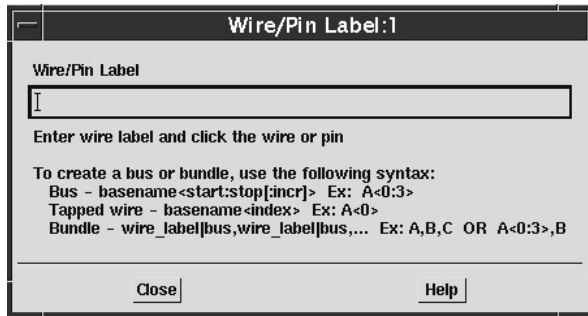 Wire/Pin Label:1
Wire/Pin Label
Enter wire label and click the wire or pin
To create a bus or bundle, use the following syntax:
Bus - basename<start:stop[:incr]> Ex: A<0:3>
Tapped wire - basename<index> Ex: A<0>
Bundle - wire_label|bus,wire_label|bus,... Ex: A,B,C OR A<0:3>,B
Close Help